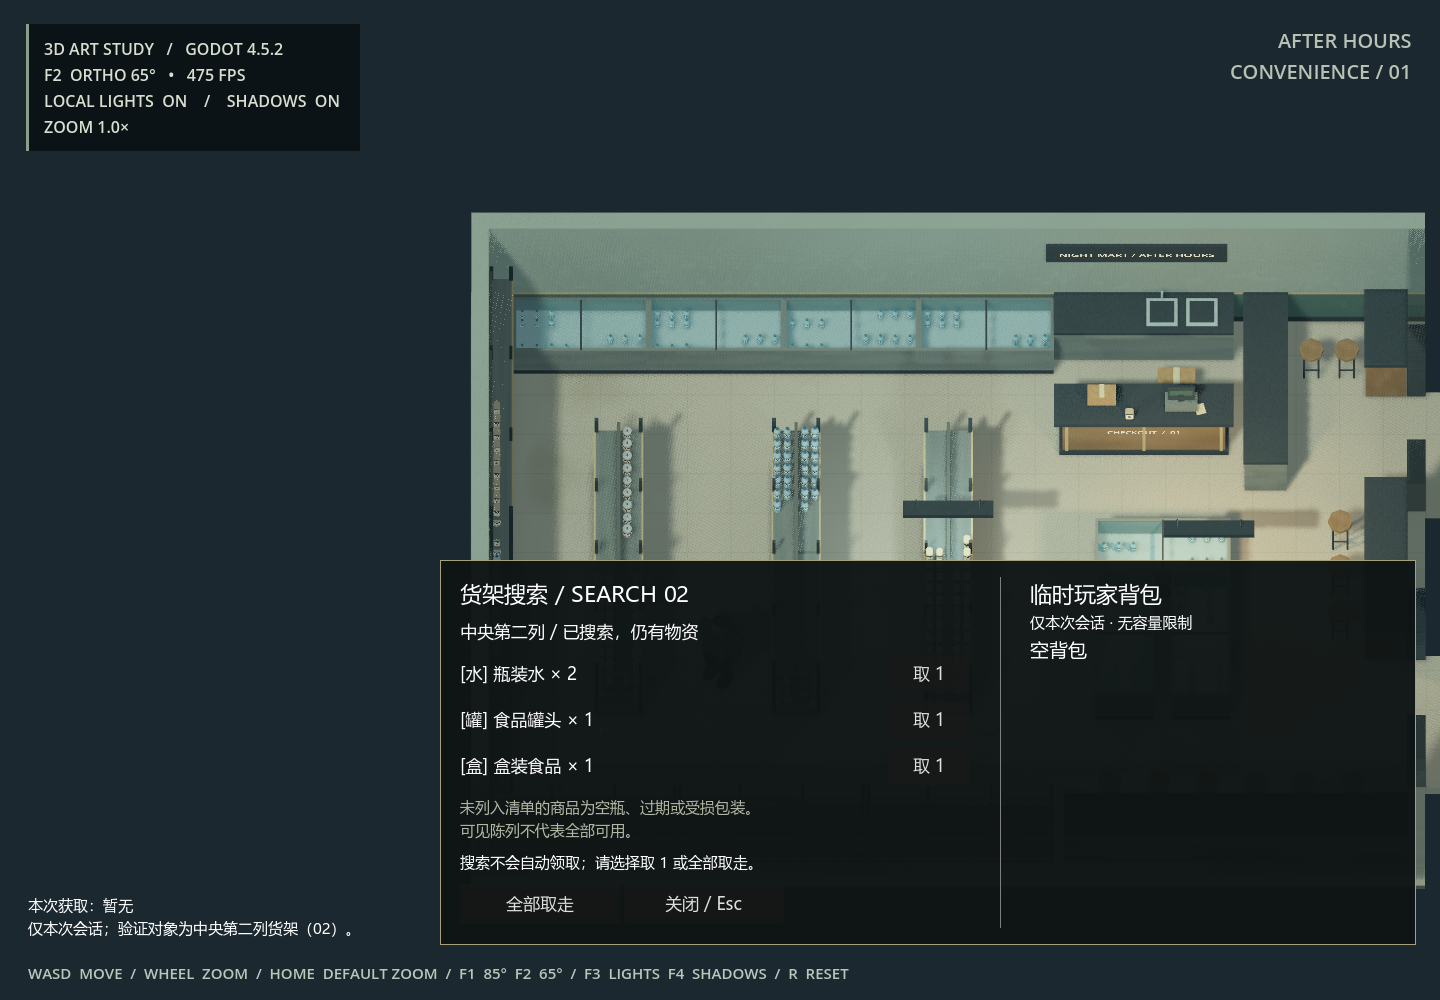 3D ART STUDY / GODOT 4.5.2
F2 ORTHO 65° • 475 FPS
LOCAL LIGHTS ON / SHADOWS ON
ZOOM 1.0×
AFTER HOURS
CONVENIENCE / 01
NIGHT MART / AFTER HOURS
CHECKOUT / 01
货架搜索 / SEARCH 02
中央第二列 / 已搜索，仍有物资
[水] 瓶装水 × 2 取 1
[罐] 食品罐头 × 1 取 1
[盒] 盒装食品 × 1 取 1
未列入清单的商品为空瓶、过期或受损包装。
可见陈列不代表全部可用。
搜索不会自动领取；请选择取 1 或全部取走。
全部取走 关闭 / Esc
临时玩家背包
仅本次会话 · 无容量限制
空背包
本次获取：暂无
仅本次会话；验证对象为中央第二列货架（02）。
WASD MOVE / WHEEL ZOOM / HOME DEFAULT ZOOM / F1 85° F2 65° / F3 LIGHTS F4 SHADOWS / R RESET